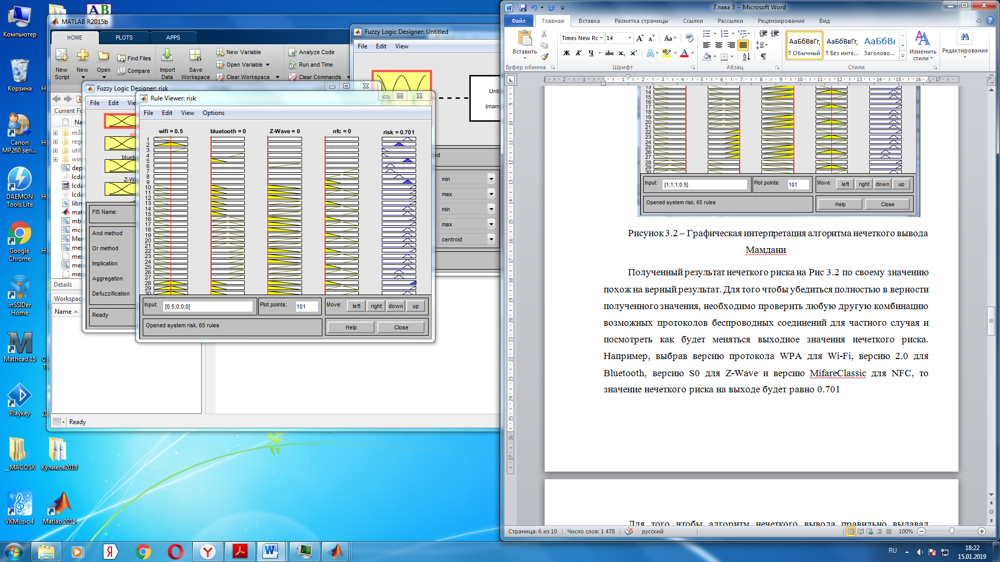 Компьютер
Корзина
Canon
MP260 seri...
DAEMON
Tools Lite
Google
Chrome
inSSIDer
Home
Mathcad 15
Playkey
__MACOSX
Куликов2018
VKMusic 4
Matlab 2015
MATLAB R2015b
HOME
PLOTS
APPS
New
Script
New
Open
Find Files
Compare
Import
Data
Save
Workspace
New Variable
Open Variable
Clear Workspace
Analyze Code
Run and Time
Clear Commands
Current Fo
Na
m3i
regi
util
win
dep
lcda
lcda
lcda
libn
mat
mbi
mcc
Mer
mex
mex
mex
Details
Workspac
Name
Ready
Fuzzy Logic Designer: Untitled
File Edit View
Unti
(mam
ed
min
max
min
max
centroid
Fuzzy Logic Designer: risk
File Edit Vie
wif
bluetc
Z-Wa
FIS Name:
And method
Or method
Implication
Aggregation
Defuzzification
Ready
Rule Viewer: risk
File Edit View Options
wifi = 0.5
bluetooth = 0
Z-Wave = 0
nfc = 0
risk = 0.701
1
2
3
4
5
6
7
8
9
10
11
12
13
14
15
16
17
18
19
20
21
22
23
24
25
26
27
28
29
30
Input:
[0.5;0;0;0]
Plot points:
101
Move:
left right down up
Opened system risk, 65 rules
Help
Close
Глава 3 - Microsoft Word
Файл
Главная
Вставка
Разметка страницы
Ссылки
Рассылки
Рецензирование
Вид
Вставить
Буфер обмена
Times New Rc
14
Шрифт
Абзац
АаБбВвГг,
¶ Обычный
АаБбВвГг,
¶ Без инте...
АаБбВı
Заголово...
Стили
Изменить
стили
Редактирование
13
14
15
16
17
18
19
20
21
22
23
24
25
26
27
28
29
30
Input:
[1;1;1;0.5]
Plot points:
101
Move:
left right down up
Opened system risk, 65 rules
Help
Close
Рисунок 3.2 – Графическая интерпретация алгоритма нечеткого вывода
Мамдани
Полученный результат нечеткого риска на Рис 3.2 по своему значению
похож на верный результат. Для того чтобы убедиться полностью в верности
полученного значения, необходимо проверить любую другую комбинацию
возможных протоколов беспроводных соединений для частного случая и
посмотреть как будет меняться выходное значения нечеткого риска.
Например, выбрав версию протокола WPA для Wi-Fi, версию 2.0 для
Bluetooth, версию S0 для Z-Wave и версию MifareClassic для NFC, то
значение нечеткого риска на выходе будет равно 0.701
Для того чтобы алгоритм нечеткого вывода правильно выдавал
Страница: 6 из 10
Число слов: 1 478
русский
100%
RU
18:22
15.01.2019